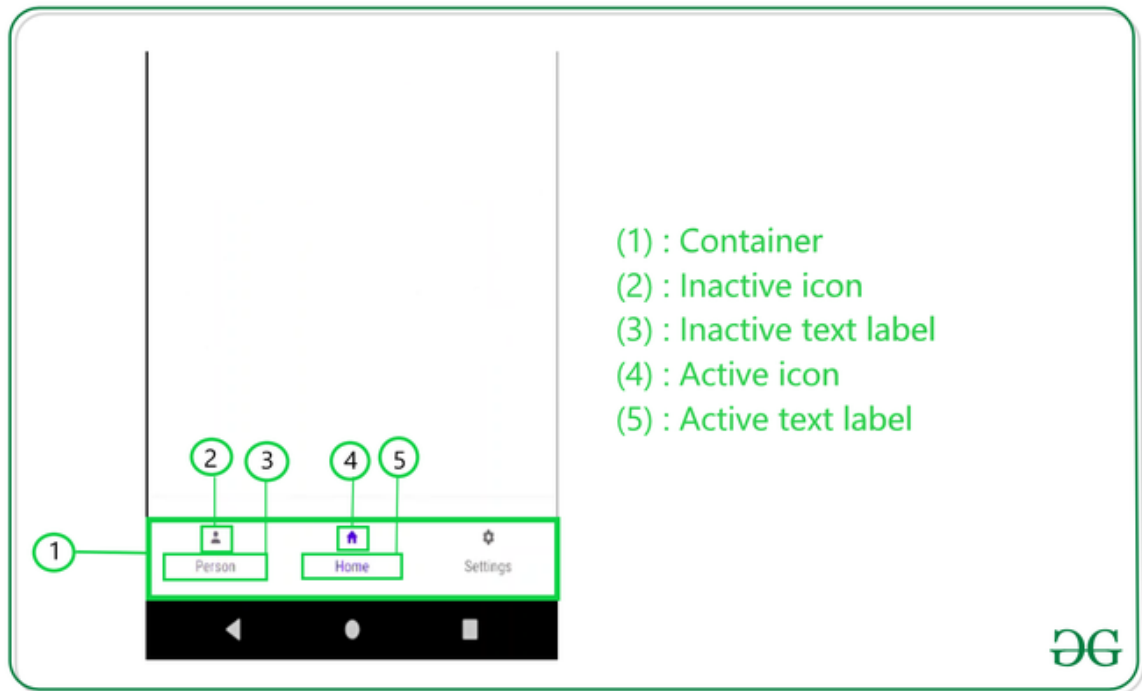 (1) : Container
(2) : Inactive icon
(3) : Inactive text label
(4) : Active icon
(5) : Active text label
2 3 4 5
1
Person Home Settings
GG